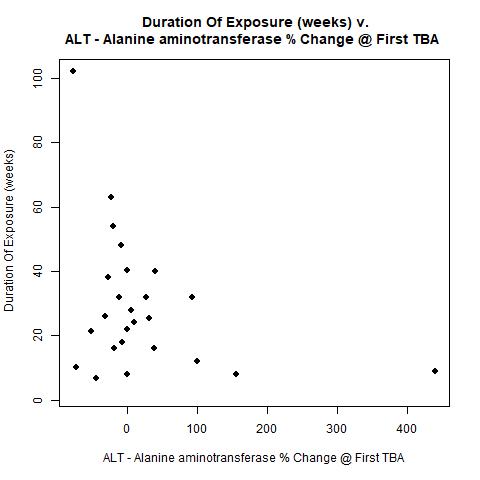 Duration Of Exposure (weeks) v.
ALT - Alanine aminotransferase % Change @ First TBA
Duration Of Exposure (weeks)
100
80
60
40
20
0
0 100 200 300 400
ALT - Alanine aminotransferase % Change @ First TBA